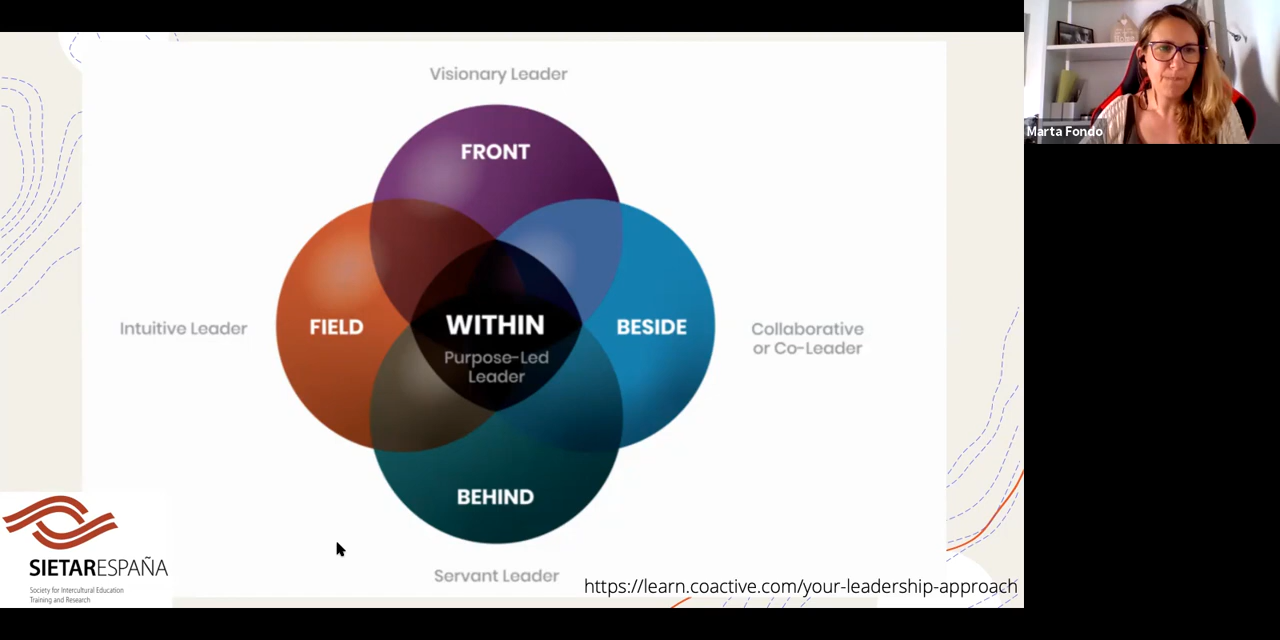 Visionary Leader
FRONT
Marta Fondo
Intuitive Leader
FIELD
WITHIN
BESIDE
Collaborative
or Co-Leader
Purpose-Led
Leader
BEHIND
Servant Leader
https://learn.coactive.com/your-leadership-approach
SIETARESPAÑA
Society for Intercultural Education
Training and Research